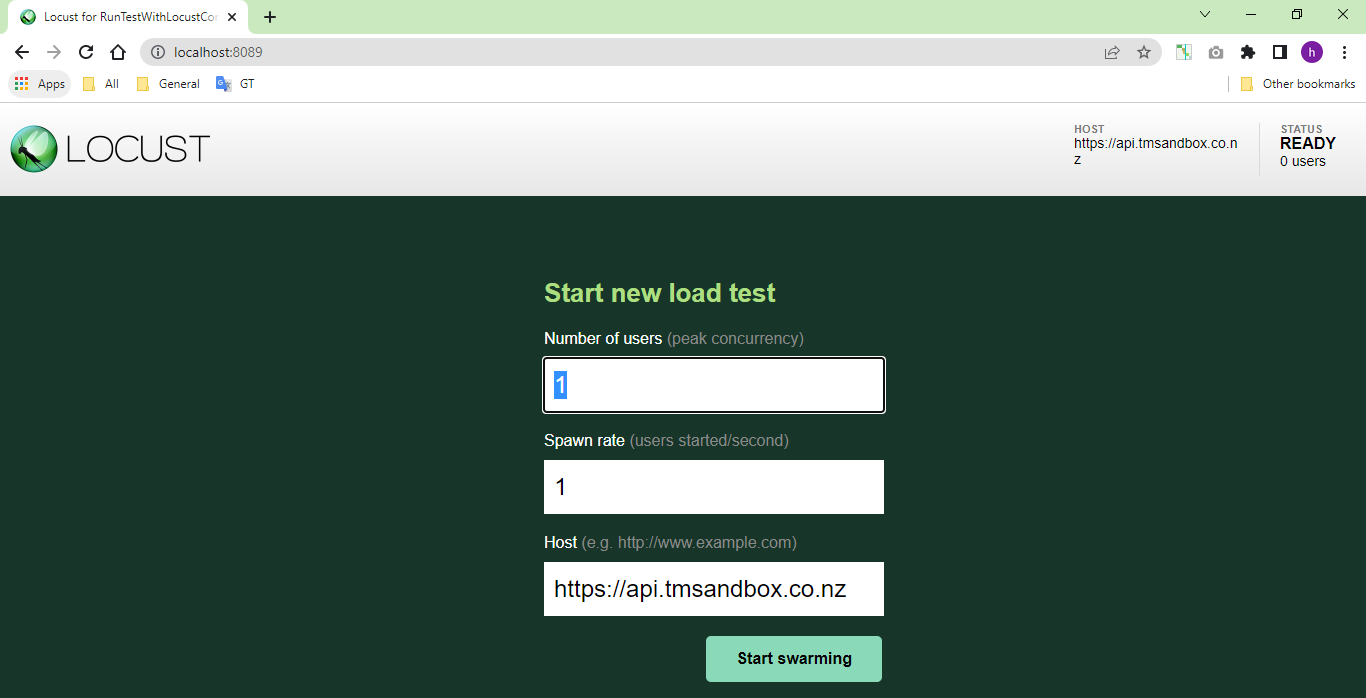 Locust for RunTestWithLocustCor
localhost:8089
h
Apps
All
General
GT
Other bookmarks
LOCUST
HOST
https://api.tmsandbox.co.n
z
STATUS
READY
0 users
Start new load test
Number of users (peak concurrency)
1
Spawn rate (users started/second)
1
Host (e.g. http://www.example.com)
https://api.tmsandbox.co.nz
Start swarming